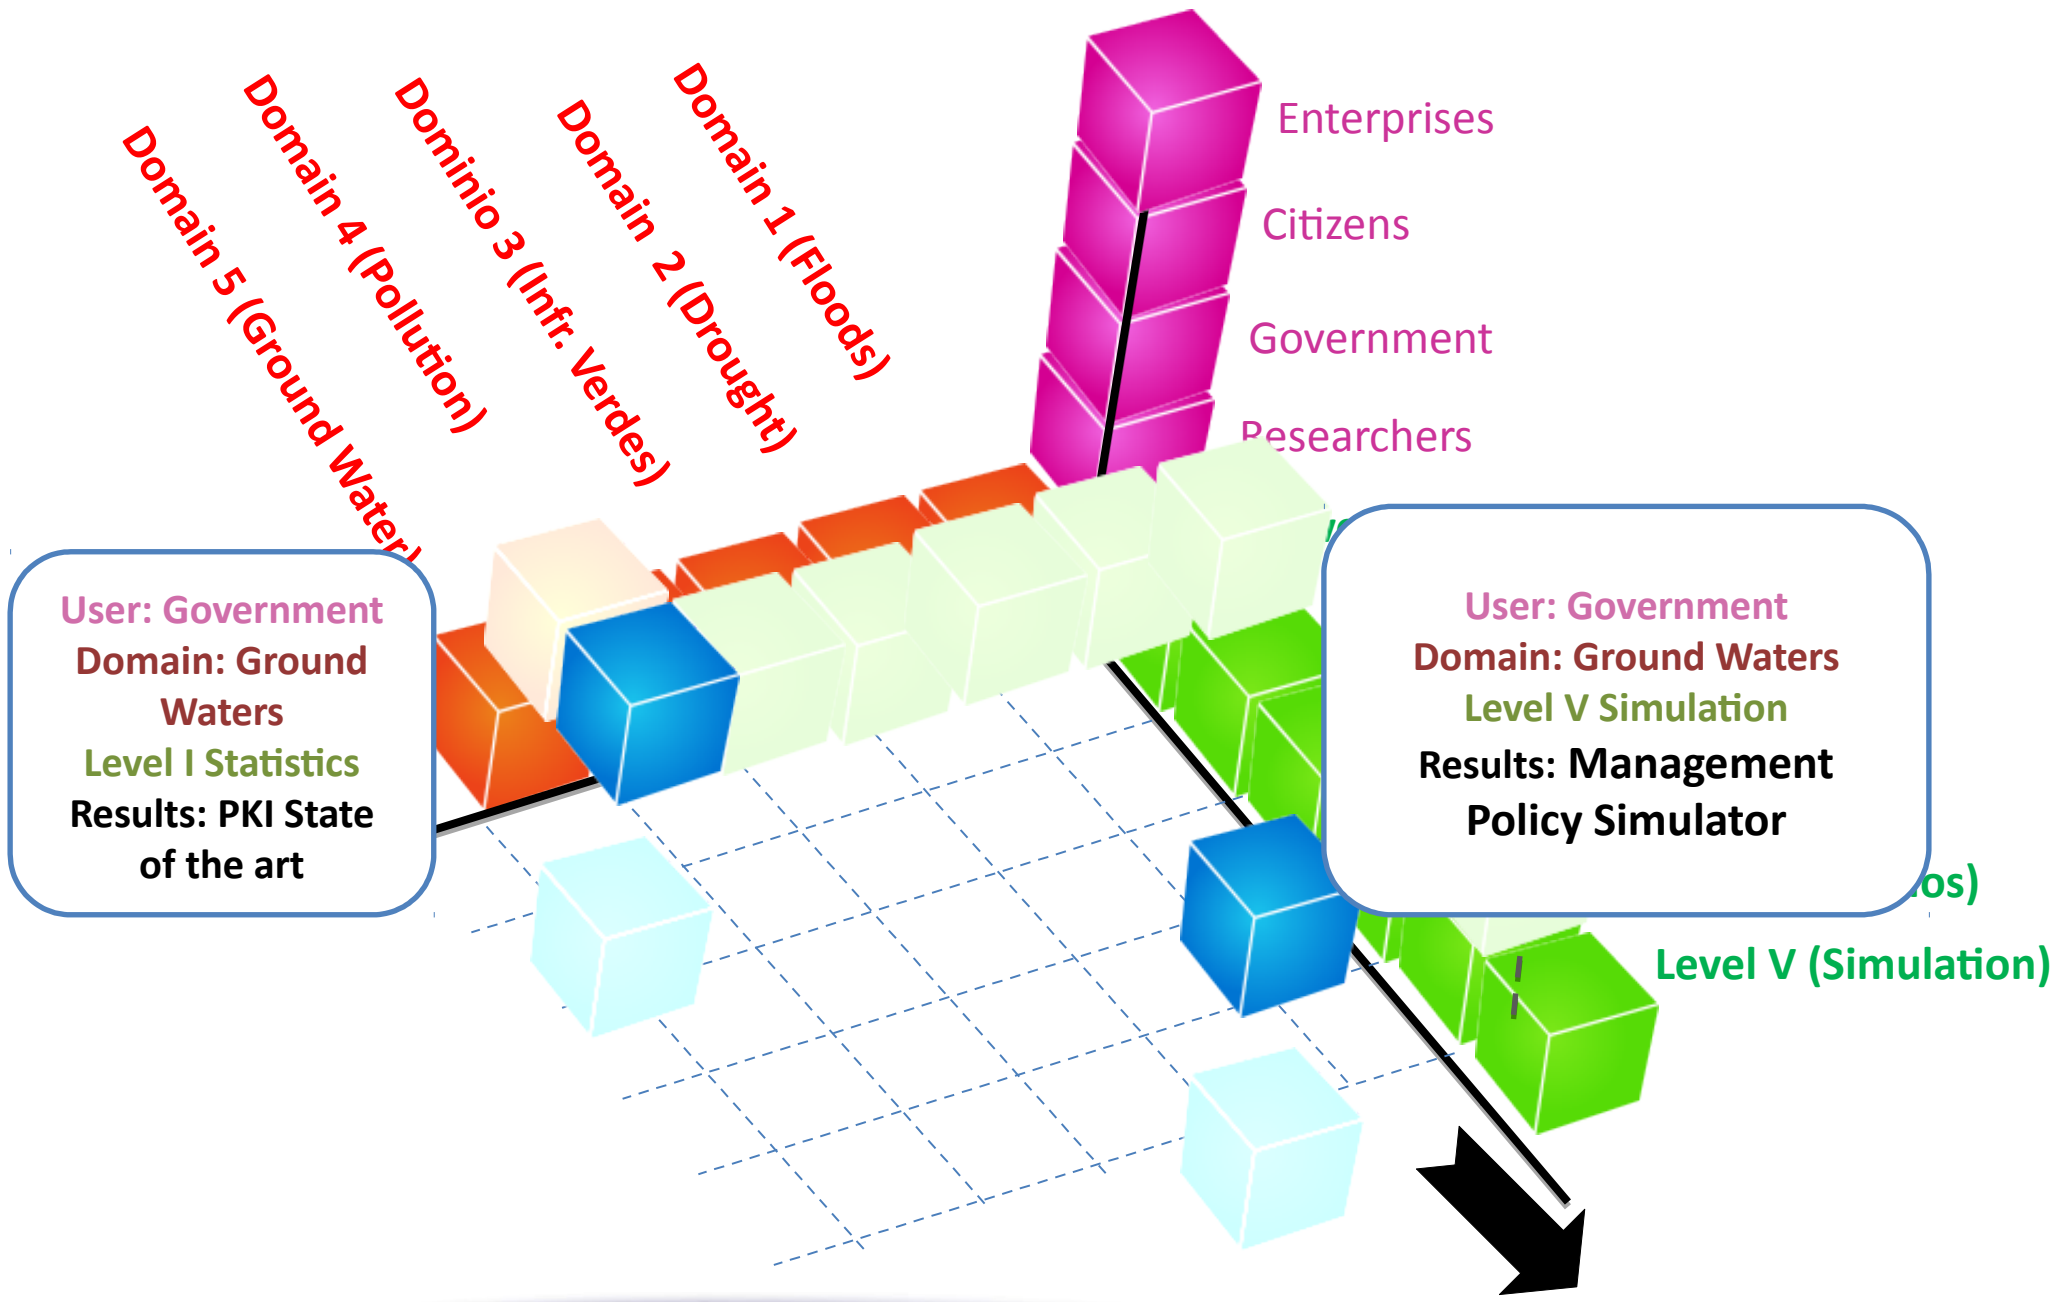 Domain 5 (Ground Water)
Domain 4 (Pollution)
Dominio 3 (Infr. Verdes)
Domain 2 (Drought)
Domain 1 (Floods)
Enterprises
Citizens
Government
Researchers
User: Government
Domain: Ground
Waters
Level I Statistics
Results: PKI State
of the art
User: Government
Domain: Ground Waters
Level V Simulation
Results: Management
Policy Simulator
ios)
Level V (Simulation)